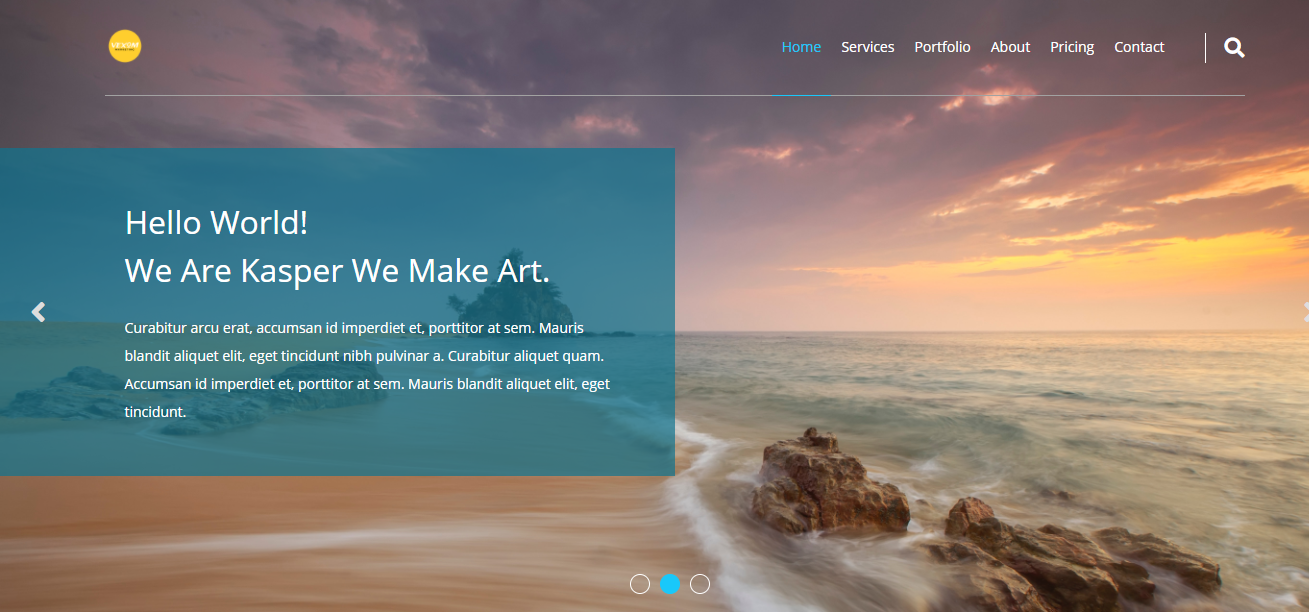 Home Services Portfolio About Pricing Contact
Hello World!
We Are Kasper We Make Art.
Curabitur arcu erat, accumsan id imperdiet et, porttitor at sem. Mauris
blandit aliquet elit, eget tincidunt nibh pulvinar a. Curabitur aliquet quam.
Accumsan id imperdiet et, porttitor at sem. Mauris blandit aliquet elit, eget
tincidunt.